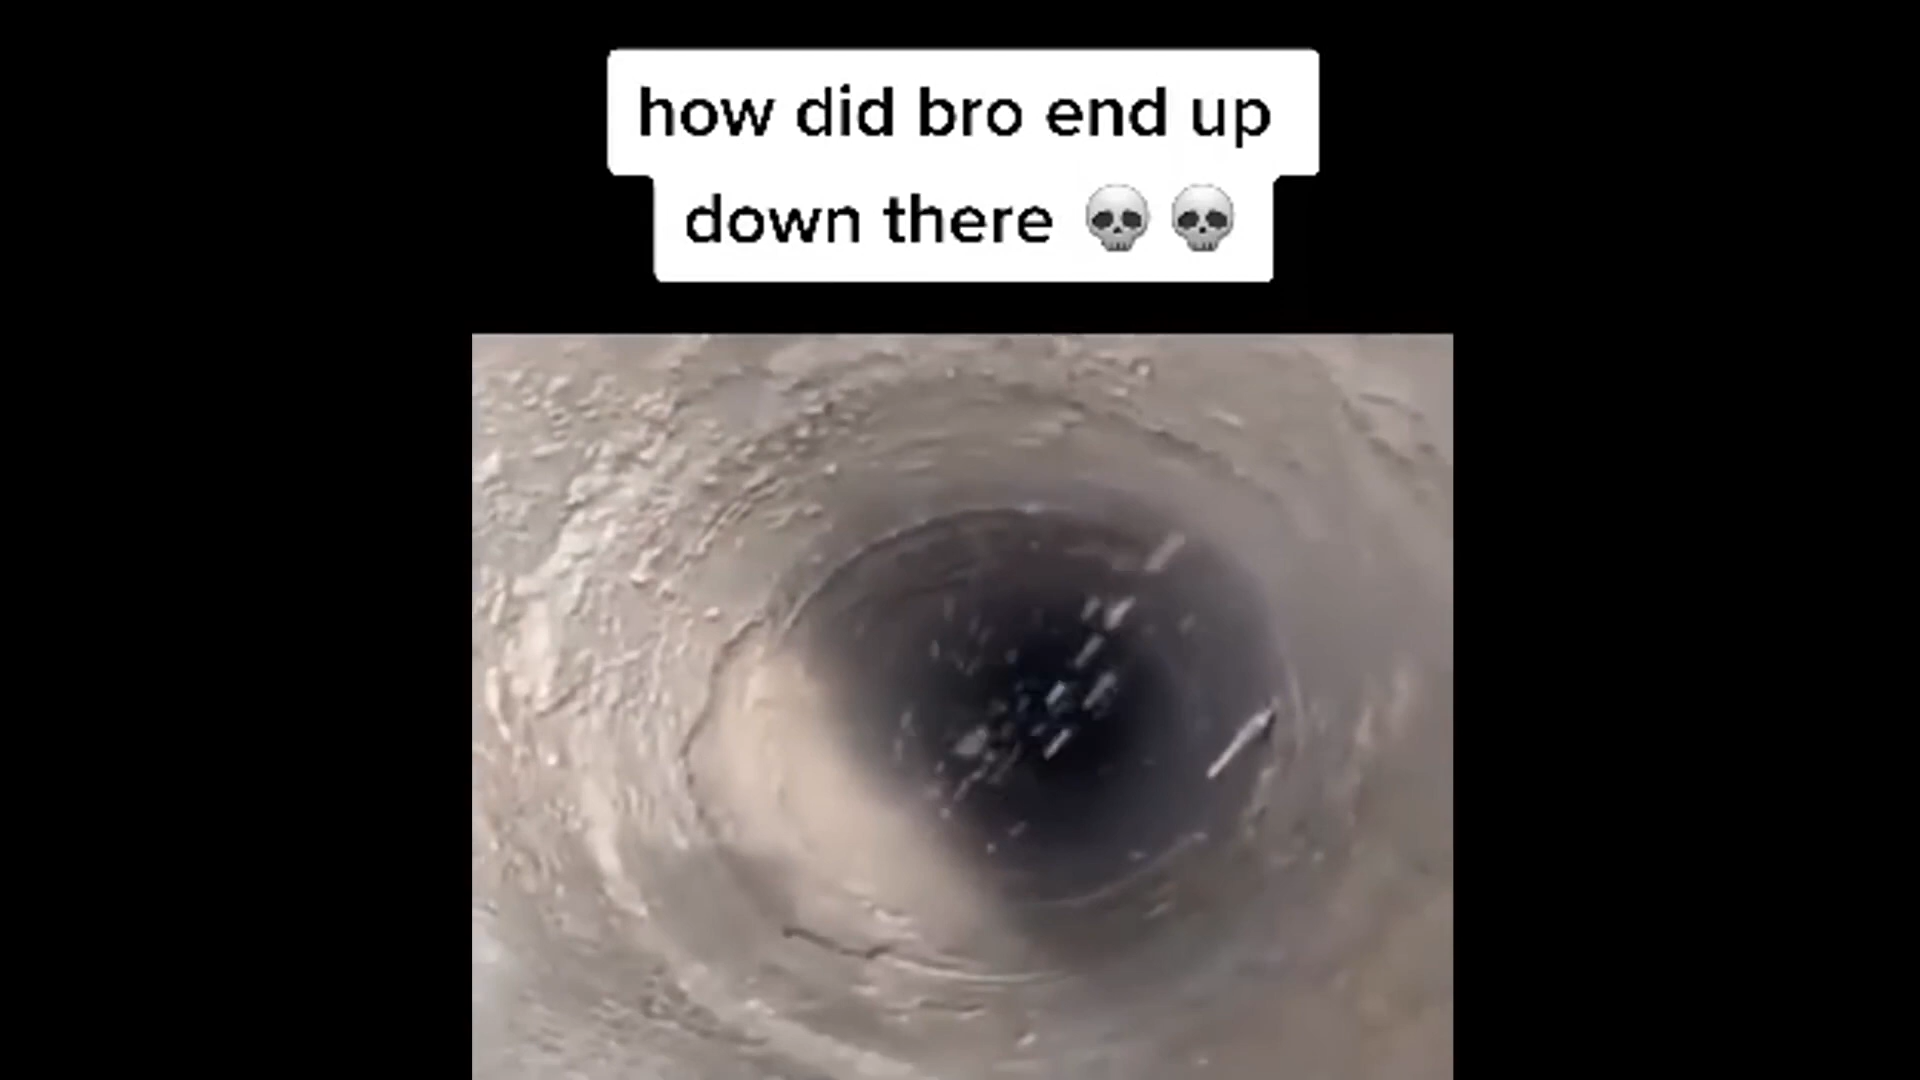 how did bro end up
down there 💀💀